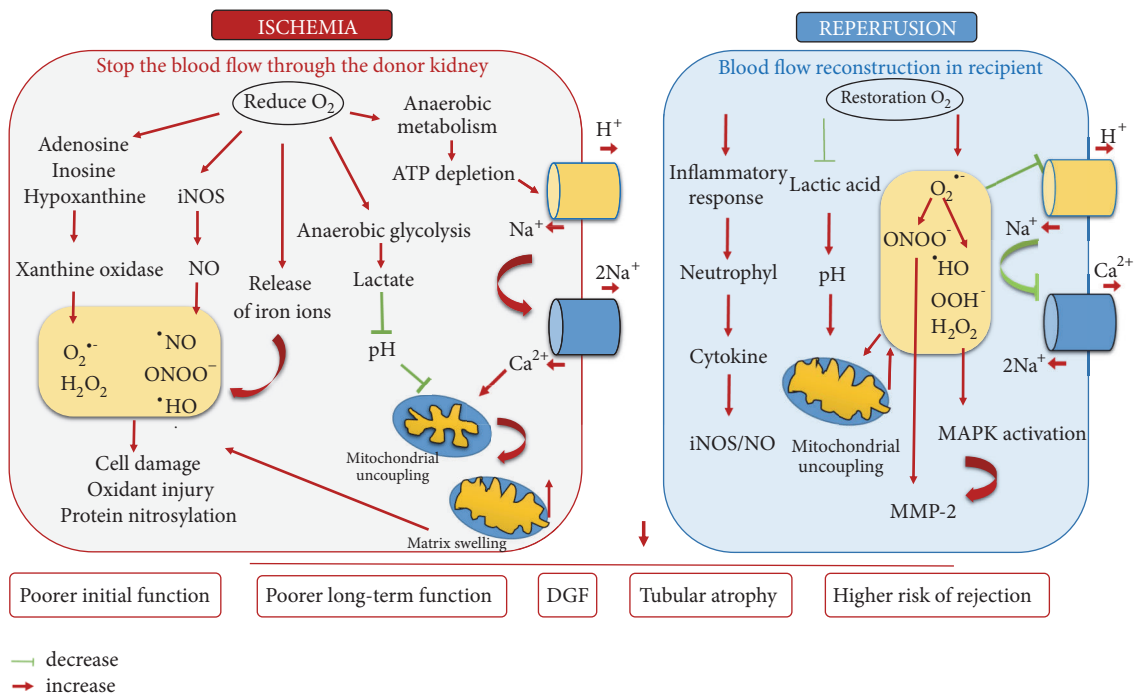 ISCHEMIA
Stop the blood flow through the donor kidney
Reduce O₂
Adenosine
Inosine
Hypoxanthine
Xanthine oxidase
iNOS
NO
Release
of iron ions
Anaerobic
metabolism
ATP depletion
Anaerobic glycolysis
Lactate
pH
H⁺
Na⁺
2Na⁺
Ca²⁺
O₂•⁻
H₂O₂
•NO
ONOO⁻
•HO
Cell damage
Oxidant injury
Protein nitrosylation
Mitochondrial
uncoupling
Matrix swelling
REPERFUSION
Blood flow reconstruction in recipient
Restoration O₂
Inflammatory
response
Neutrophyl
Cytokine
iNOS/NO
Lactic acid
pH
Mitochondrial
uncoupling
O₂•⁻
ONOO⁻
•HO
OOH⁻
H₂O₂
MAPK activation
MMP-2
H⁺
Na⁺
Ca²⁺
2Na⁺
Poorer initial function
Poorer long-term function
DGF
Tubular atrophy
Higher risk of rejection
decrease
increase